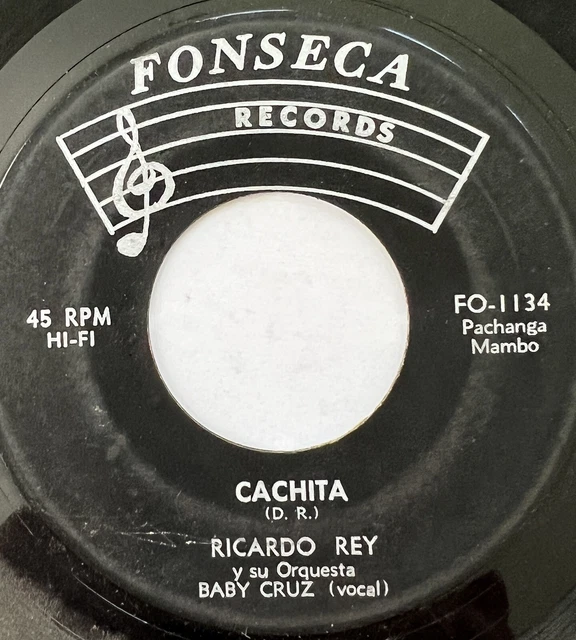 FONSECA
RECORDS
45 RPM
HI-FI
FO-1134
Pachanga
Mambo
CACHITA
(D. R.)
RICARDO REY
y su Orquesta
BABY CRUZ (vocal)